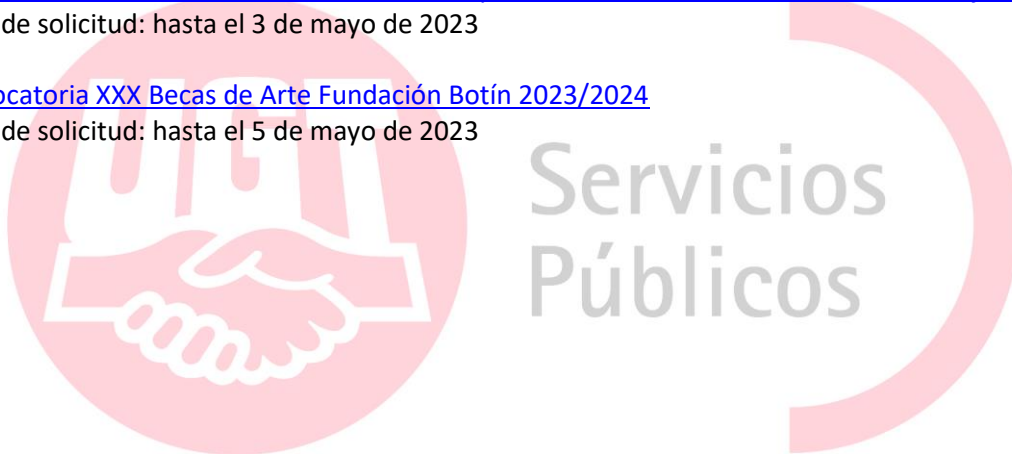 de solicitud: hasta el 3 de mayo de 2023
ocatoria XXX Becas de Arte Fundación Botín 2023/2024
de solicitud: hasta el 5 de mayo de 2023
UGT
Servicios
Públicos